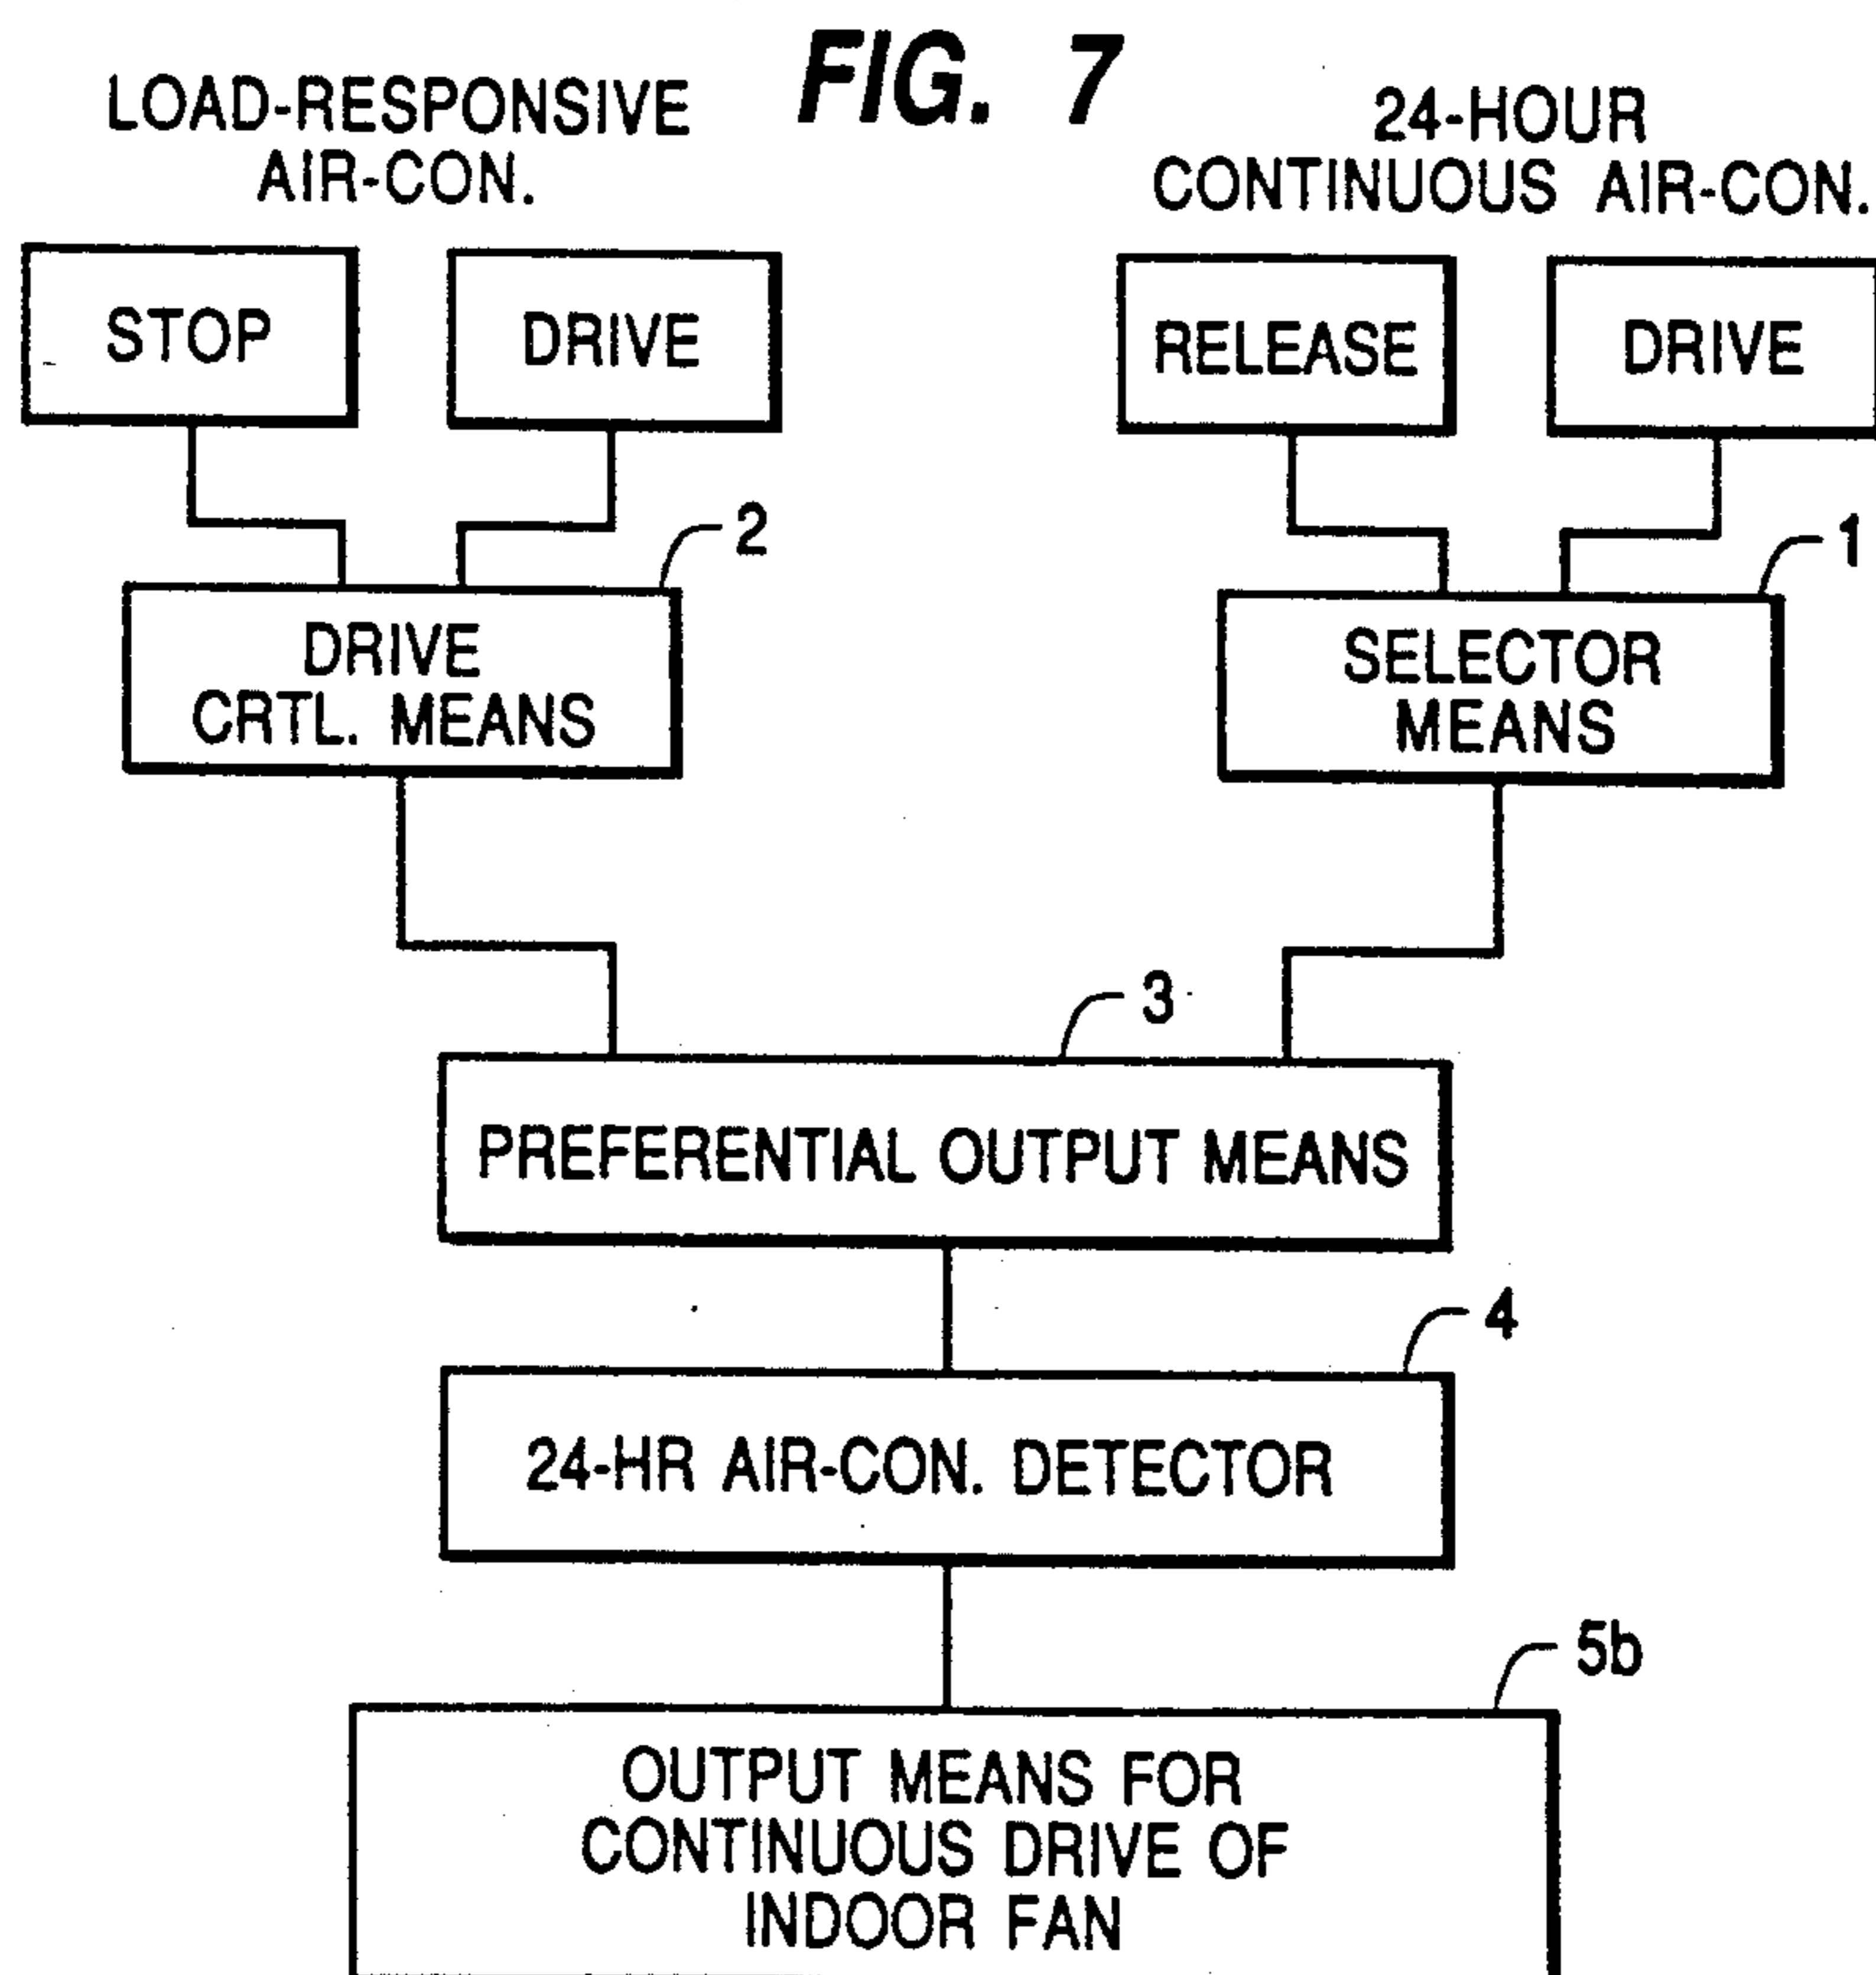 FIG. 7
LOAD-RESPONSIVE
AIR-CON.
24-HOUR
CONTINUOUS AIR-CON.
STOP
DRIVE
RELEASE
DRIVE
2
1
DRIVE
CRTL. MEANS
SELECTOR
MEANS
3
PREFERENTIAL OUTPUT MEANS
4
24-HR AIR-CON. DETECTOR
5b
OUTPUT MEANS FOR
CONTINUOUS DRIVE OF
INDOOR FAN